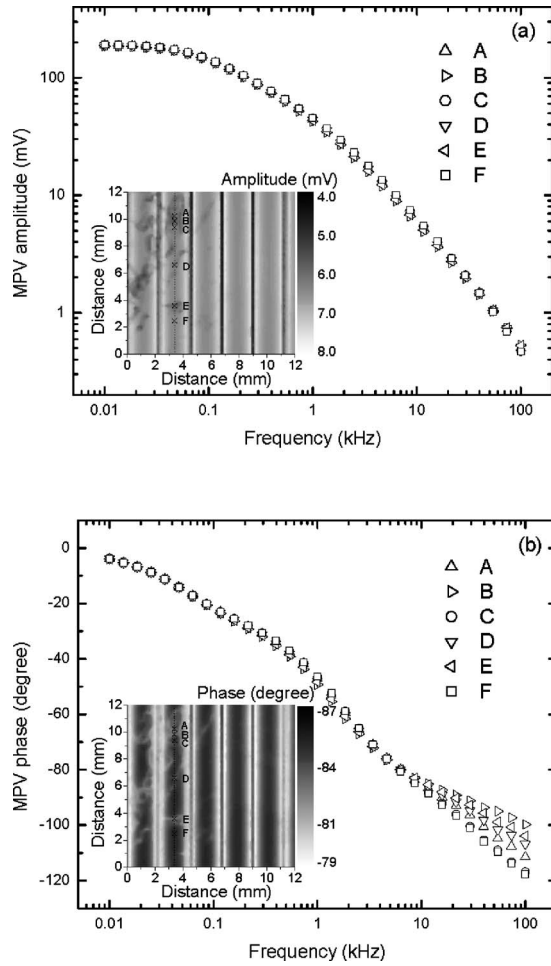 (a)
A
B
C
D
E
F
MPV amplitude (mV)
100
10
1
0.01 0.1 1 10 100
Frequency (kHz)
Amplitude (mV)
4.0
5.0
6.0
7.0
8.0
12
10
8
6
4
2
0
Distance (mm)
A
B
C
D
E
F
0 2 4 6 8 10 12
Distance (mm)
(b)
A
B
C
D
E
F
MPV phase (degree)
0
-20
-40
-60
-80
-100
-120
0.01 0.1 1 10 100
Frequency (kHz)
Phase (degree)
-87
-84
-81
-79
12
10
8
6
4
2
0
Distance (mm)
A
B
C
D
E
F
0 2 4 6 8 10 12
Distance (mm)